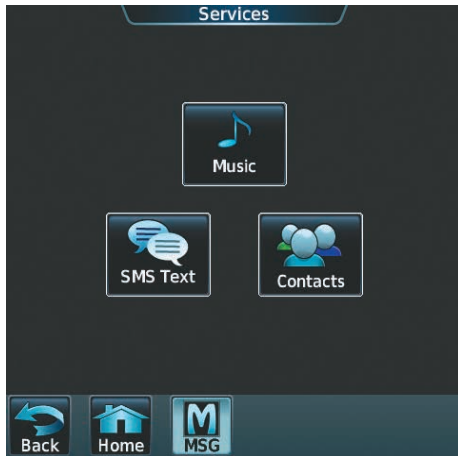 Services
Music
SMS Text
Contacts
Back
Home
M
MSG